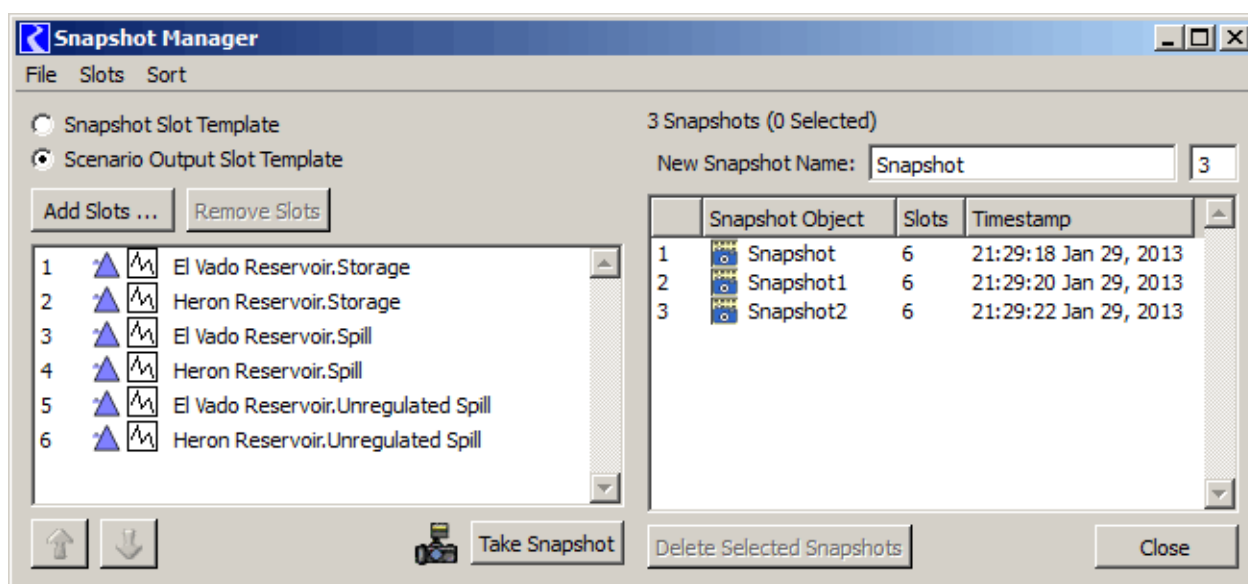 Snapshot Manager
File Slots Sort
Snapshot Slot Template
Scenario Output Slot Template
Add Slots ... Remove Slots
1 El Vado Reservoir.Storage
2 Heron Reservoir.Storage
3 El Vado Reservoir.Spill
4 Heron Reservoir.Spill
5 El Vado Reservoir.Unregulated Spill
6 Heron Reservoir.Unregulated Spill
Take Snapshot
3 Snapshots (0 Selected)
New Snapshot Name: Snapshot 3
Snapshot Object Slots Timestamp
1 Snapshot 6 21:29:18 Jan 29, 2013
2 Snapshot1 6 21:29:20 Jan 29, 2013
3 Snapshot2 6 21:29:22 Jan 29, 2013
Delete Selected Snapshots Close